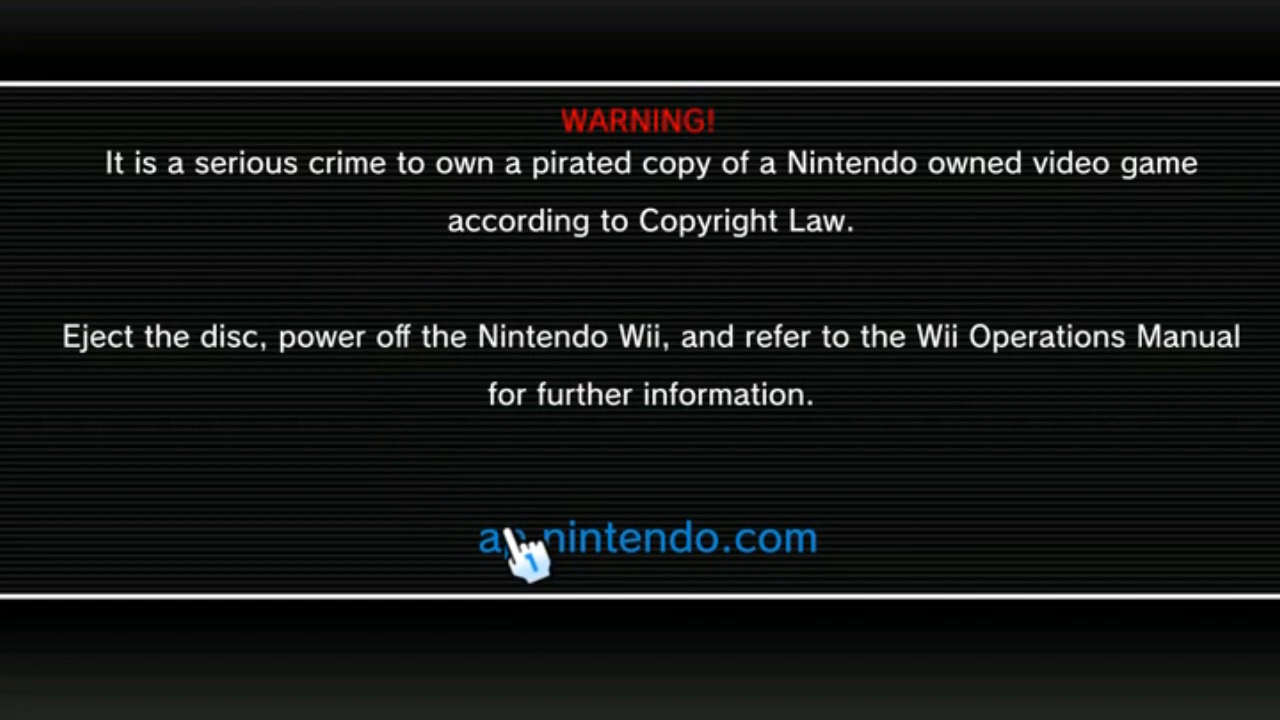 WARNING!
It is a serious crime to own a pirated copy of a Nintendo owned video game
according to Copyright Law.
Eject the disc, power off the Nintendo Wii, and refer to the Wii Operations Manual
for further information.
nintendo.com
1